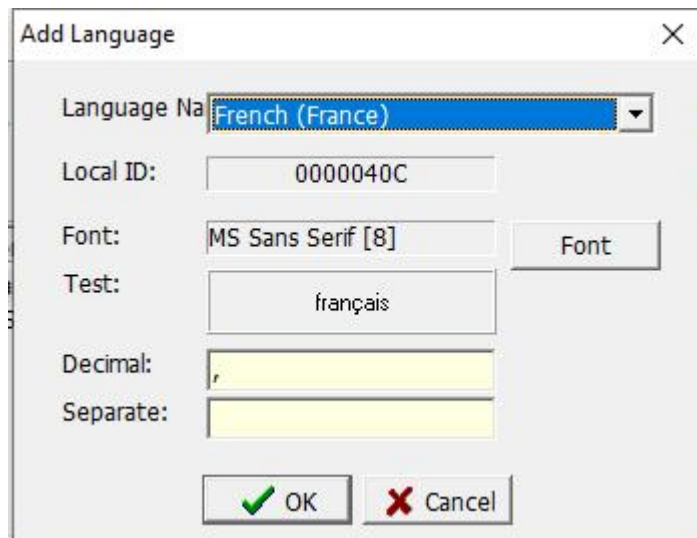 Add Language
Language Na French (France)
Local ID: 0000040C
Font: MS Sans Serif [8] Font
Test: français
Decimal: ,
Separate:
OK Cancel